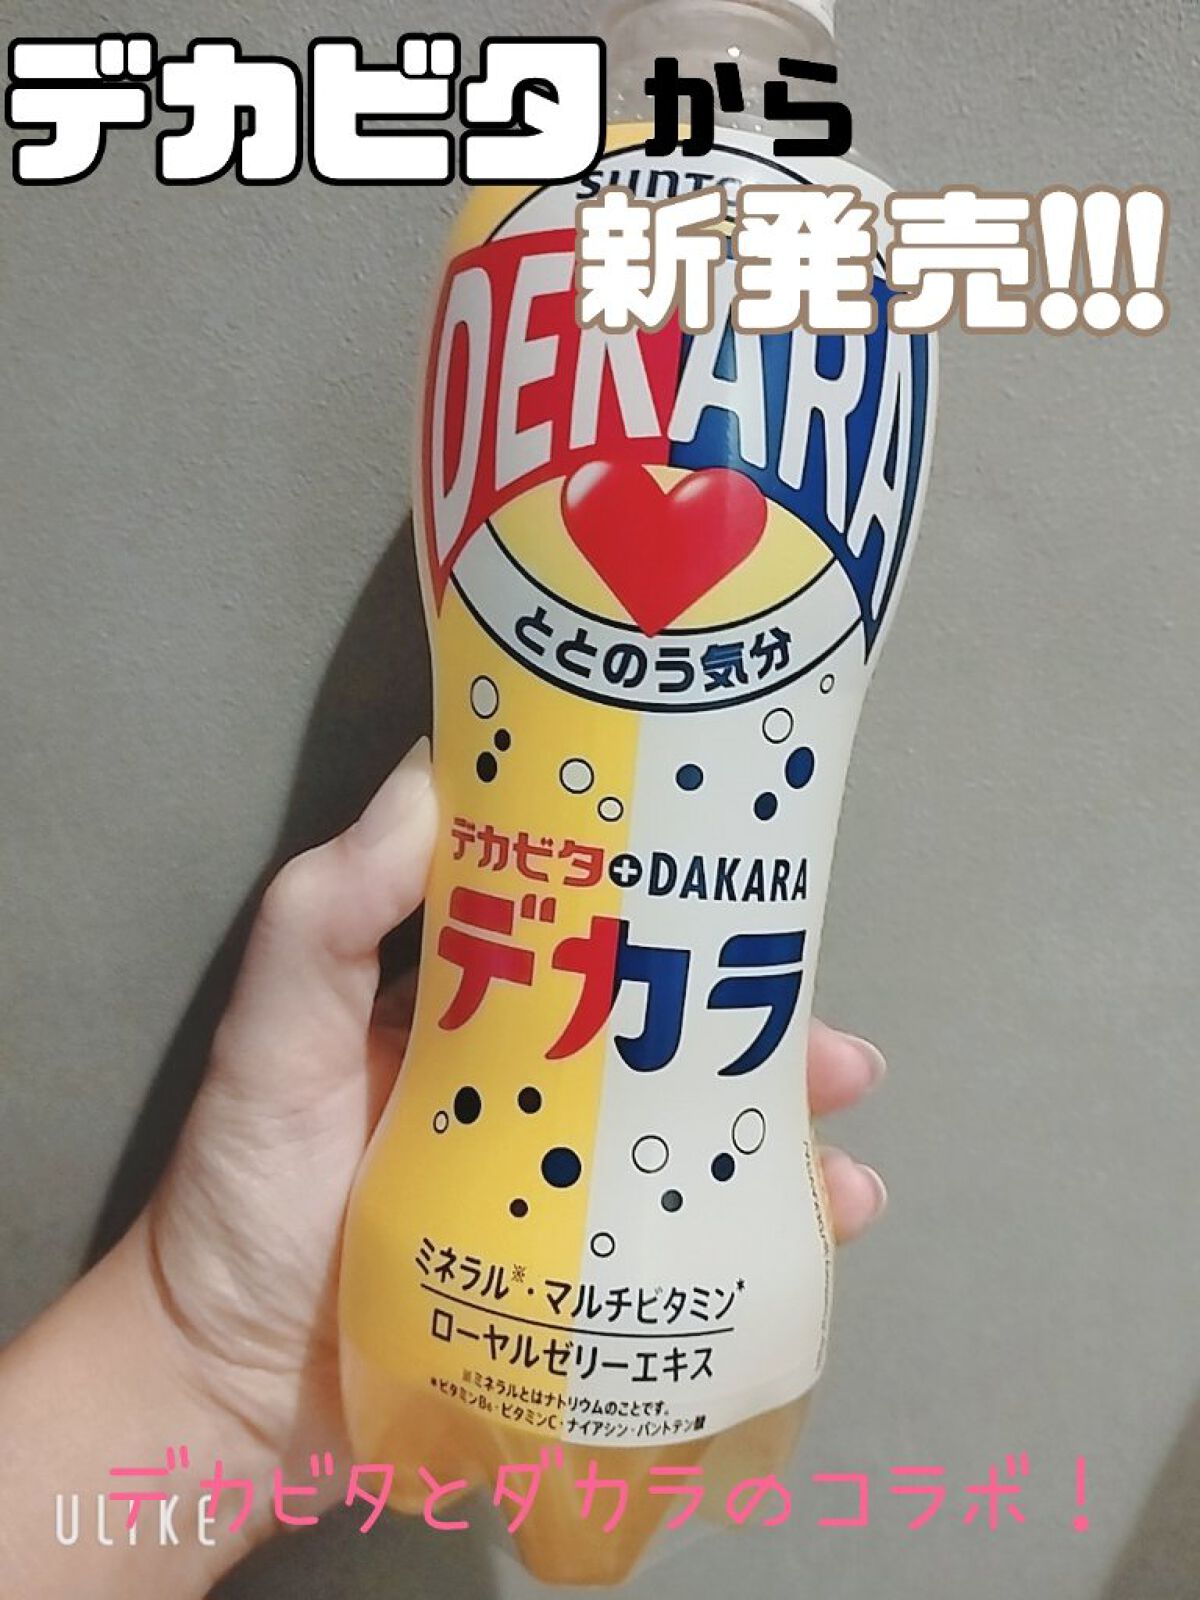 デカビタから
新発売!!!
SUNTO
DEKARA
ととのう気分
デカビタ+DAKARA
デカラ
ミネラル※・マルチビタミン*
ローヤルゼリーエキス
※ミネラルとはナトリウムのことです。
*ビタミンB6・ビタミンC・ナイアシン・パントテン酸
デカビタとダカラのコラボ!
ULIKE